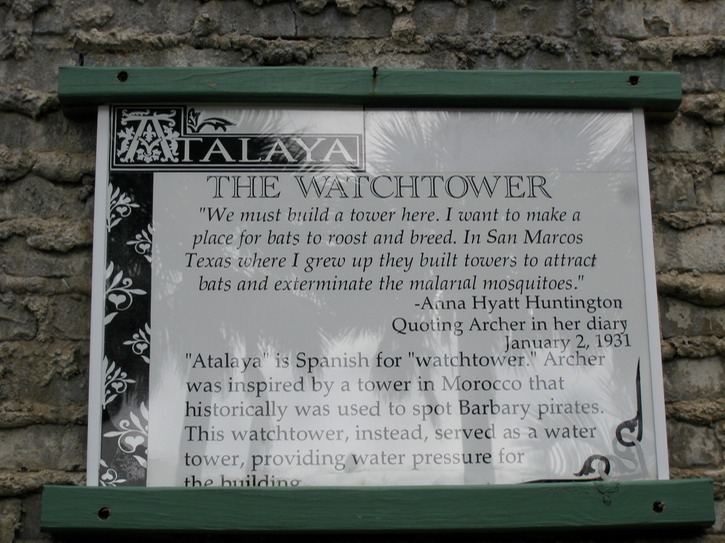 ATALAYA
THE WATCHTOWER
"We must build a tower here. I want to make a
place for bats to roost and breed. In San Marcos
Texas where I grew up they built towers to attract
bats and exterminate the malarial mosquitoes."
-Anna Hyatt Huntington
Quoting Archer in her diary
January 2, 1931
"Atalaya" is Spanish for "watchtower." Archer
was inspired by a tower in Morocco that
historically was used to spot Barbary pirates.
This watchtower, instead, served as a water
tower, providing water pressure for
the building